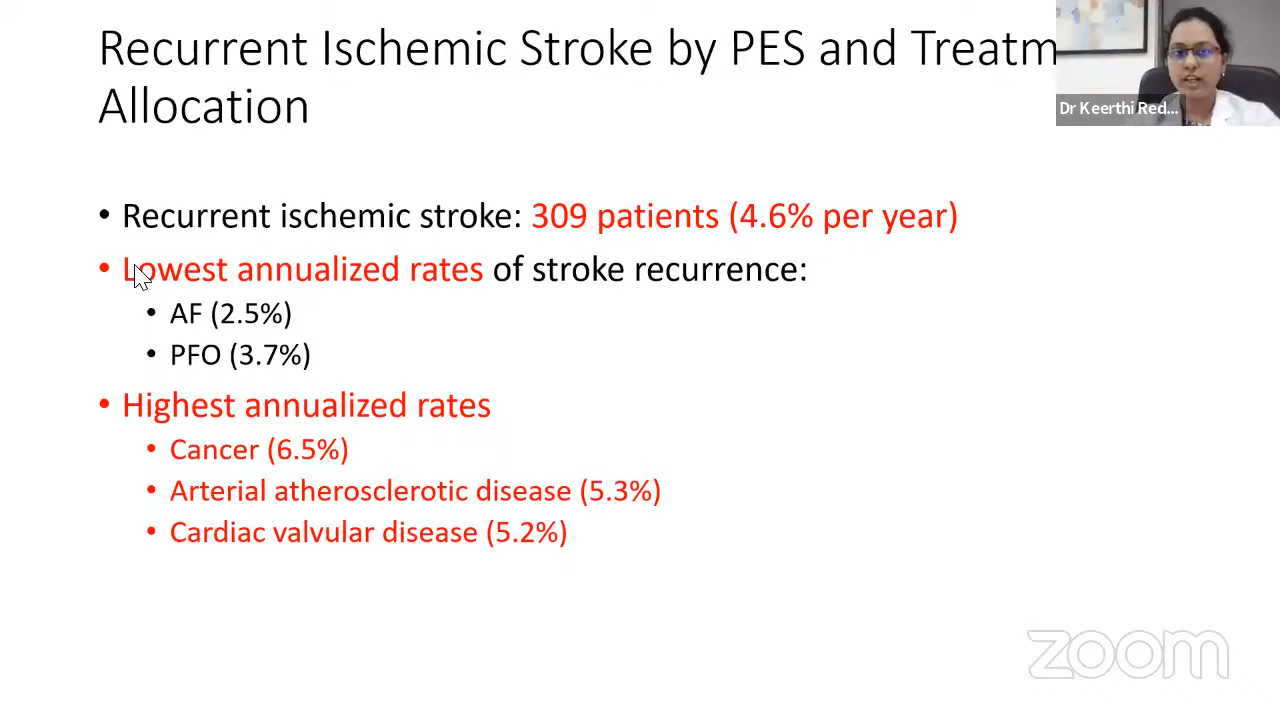 Recurrent Ischemic Stroke by PES and Treatm
Allocation
Dr Keerthi Red...
• Recurrent ischemic stroke: 309 patients (4.6% per year)
• Lowest annualized rates of stroke recurrence:
• AF (2.5%)
• PFO (3.7%)
• Highest annualized rates
• Cancer (6.5%)
• Arterial atherosclerotic disease (5.3%)
• Cardiac valvular disease (5.2%)
zoom